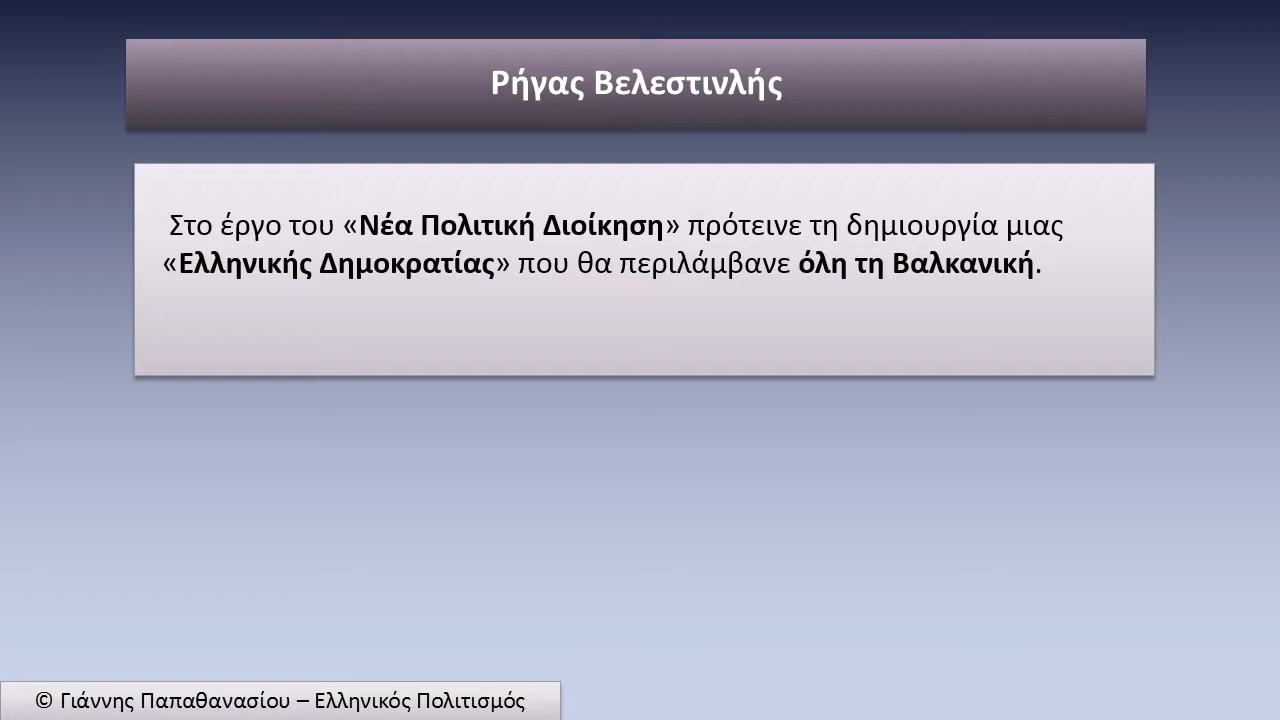 Ρήγας Βελεστινλής
Στο έργο του «Νέα Πολιτική Διοίκηση» πρότεινε τη δημιουργία μιας
«Ελληνικής Δημοκρατίας» που θα περιλάμβανε όλη τη Βαλκανική.
© Γιάννης Παπαθανασίου – Ελληνικός Πολιτισμός